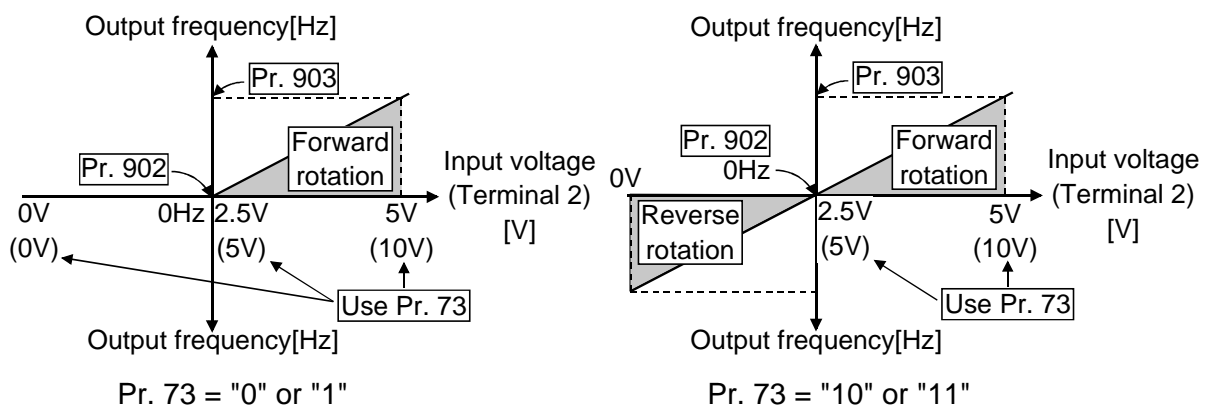 Output frequency[Hz]
Pr. 903
Forward
rotation
Pr. 902
Input voltage
(Terminal 2)
[V]
0V
0Hz
2.5V
5V
(0V)
(5V)
(10V)
Use Pr. 73
Output frequency[Hz]
Pr. 73 = "0" or "1"
Output frequency[Hz]
Pr. 903
Pr. 902
0Hz
Forward
rotation
Input voltage
(Terminal 2)
[V]
0V
Reverse
rotation
2.5V
5V
(5V)
(10V)
Use Pr. 73
Output frequency[Hz]
Pr. 73 = "10" or "11"